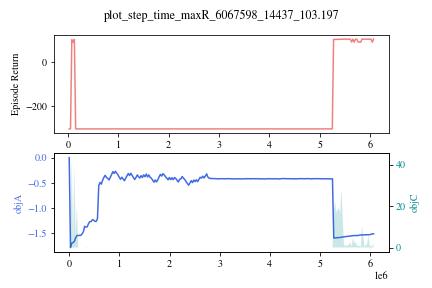 plot_step_time_maxR_6067598_14437_103.197
Episode Return
0
−200
0 1 2 3 4 5 6
objA
0.0
−0.5
−1.0
−1.5
40
20
0
objC
0 1 2 3 4 5 6
1e6